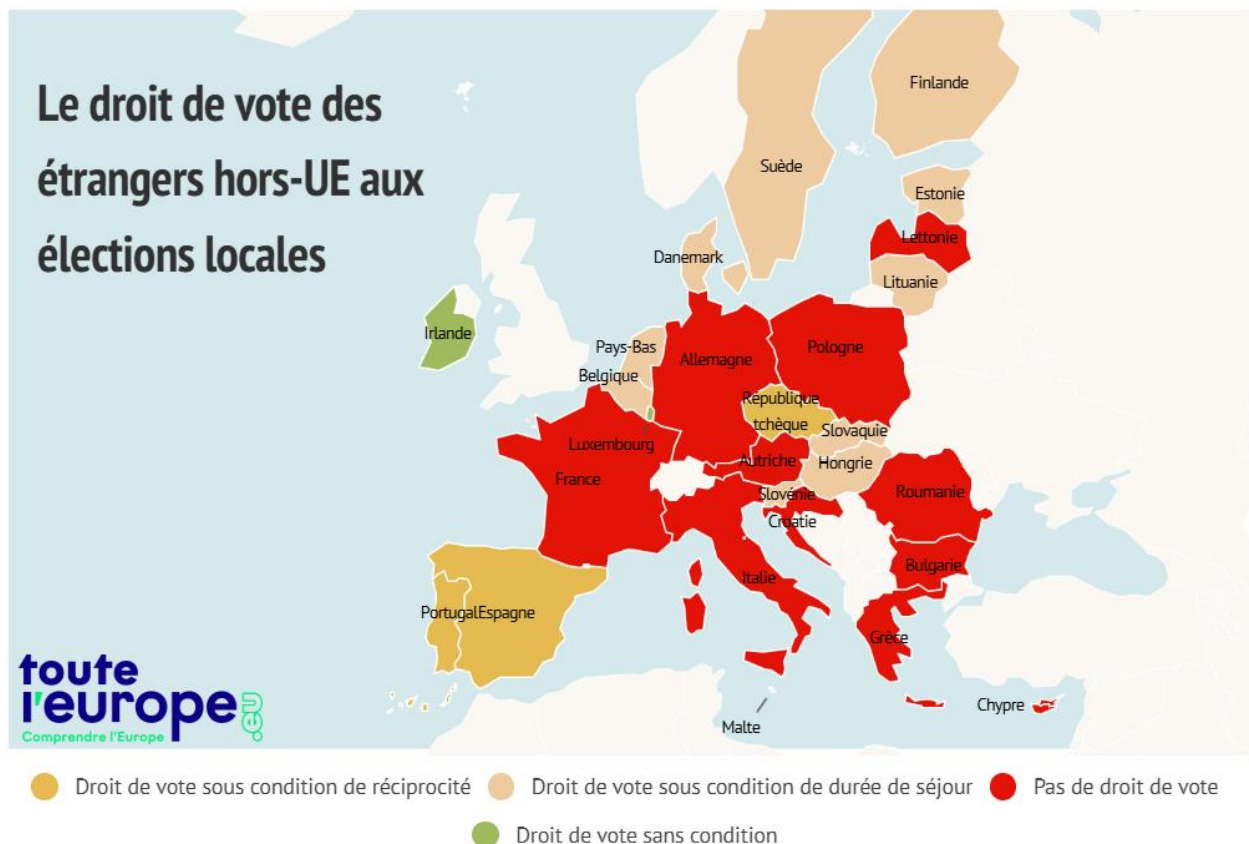 Le droit de vote des
étrangers hors-UE aux
élections locales
Finlande
Suède
Estonie
Lettonie
Danemark
Lituanie
Irlande
Pays-Bas
Allemagne
Pologne
Belgique
République
tchèque
Slovaquie
Luxembourg
Autriche
Hongrie
France
Slovénie
Roumanie
Croatie
Bulgarie
Italie
Portugal
Espagne
Grèce
Chypre
Malte
toute
l'europe
.eu
Comprendre l'Europe
Droit de vote sous condition de réciprocité
Droit de vote sous condition de durée de séjour
Pas de droit de vote
Droit de vote sans condition